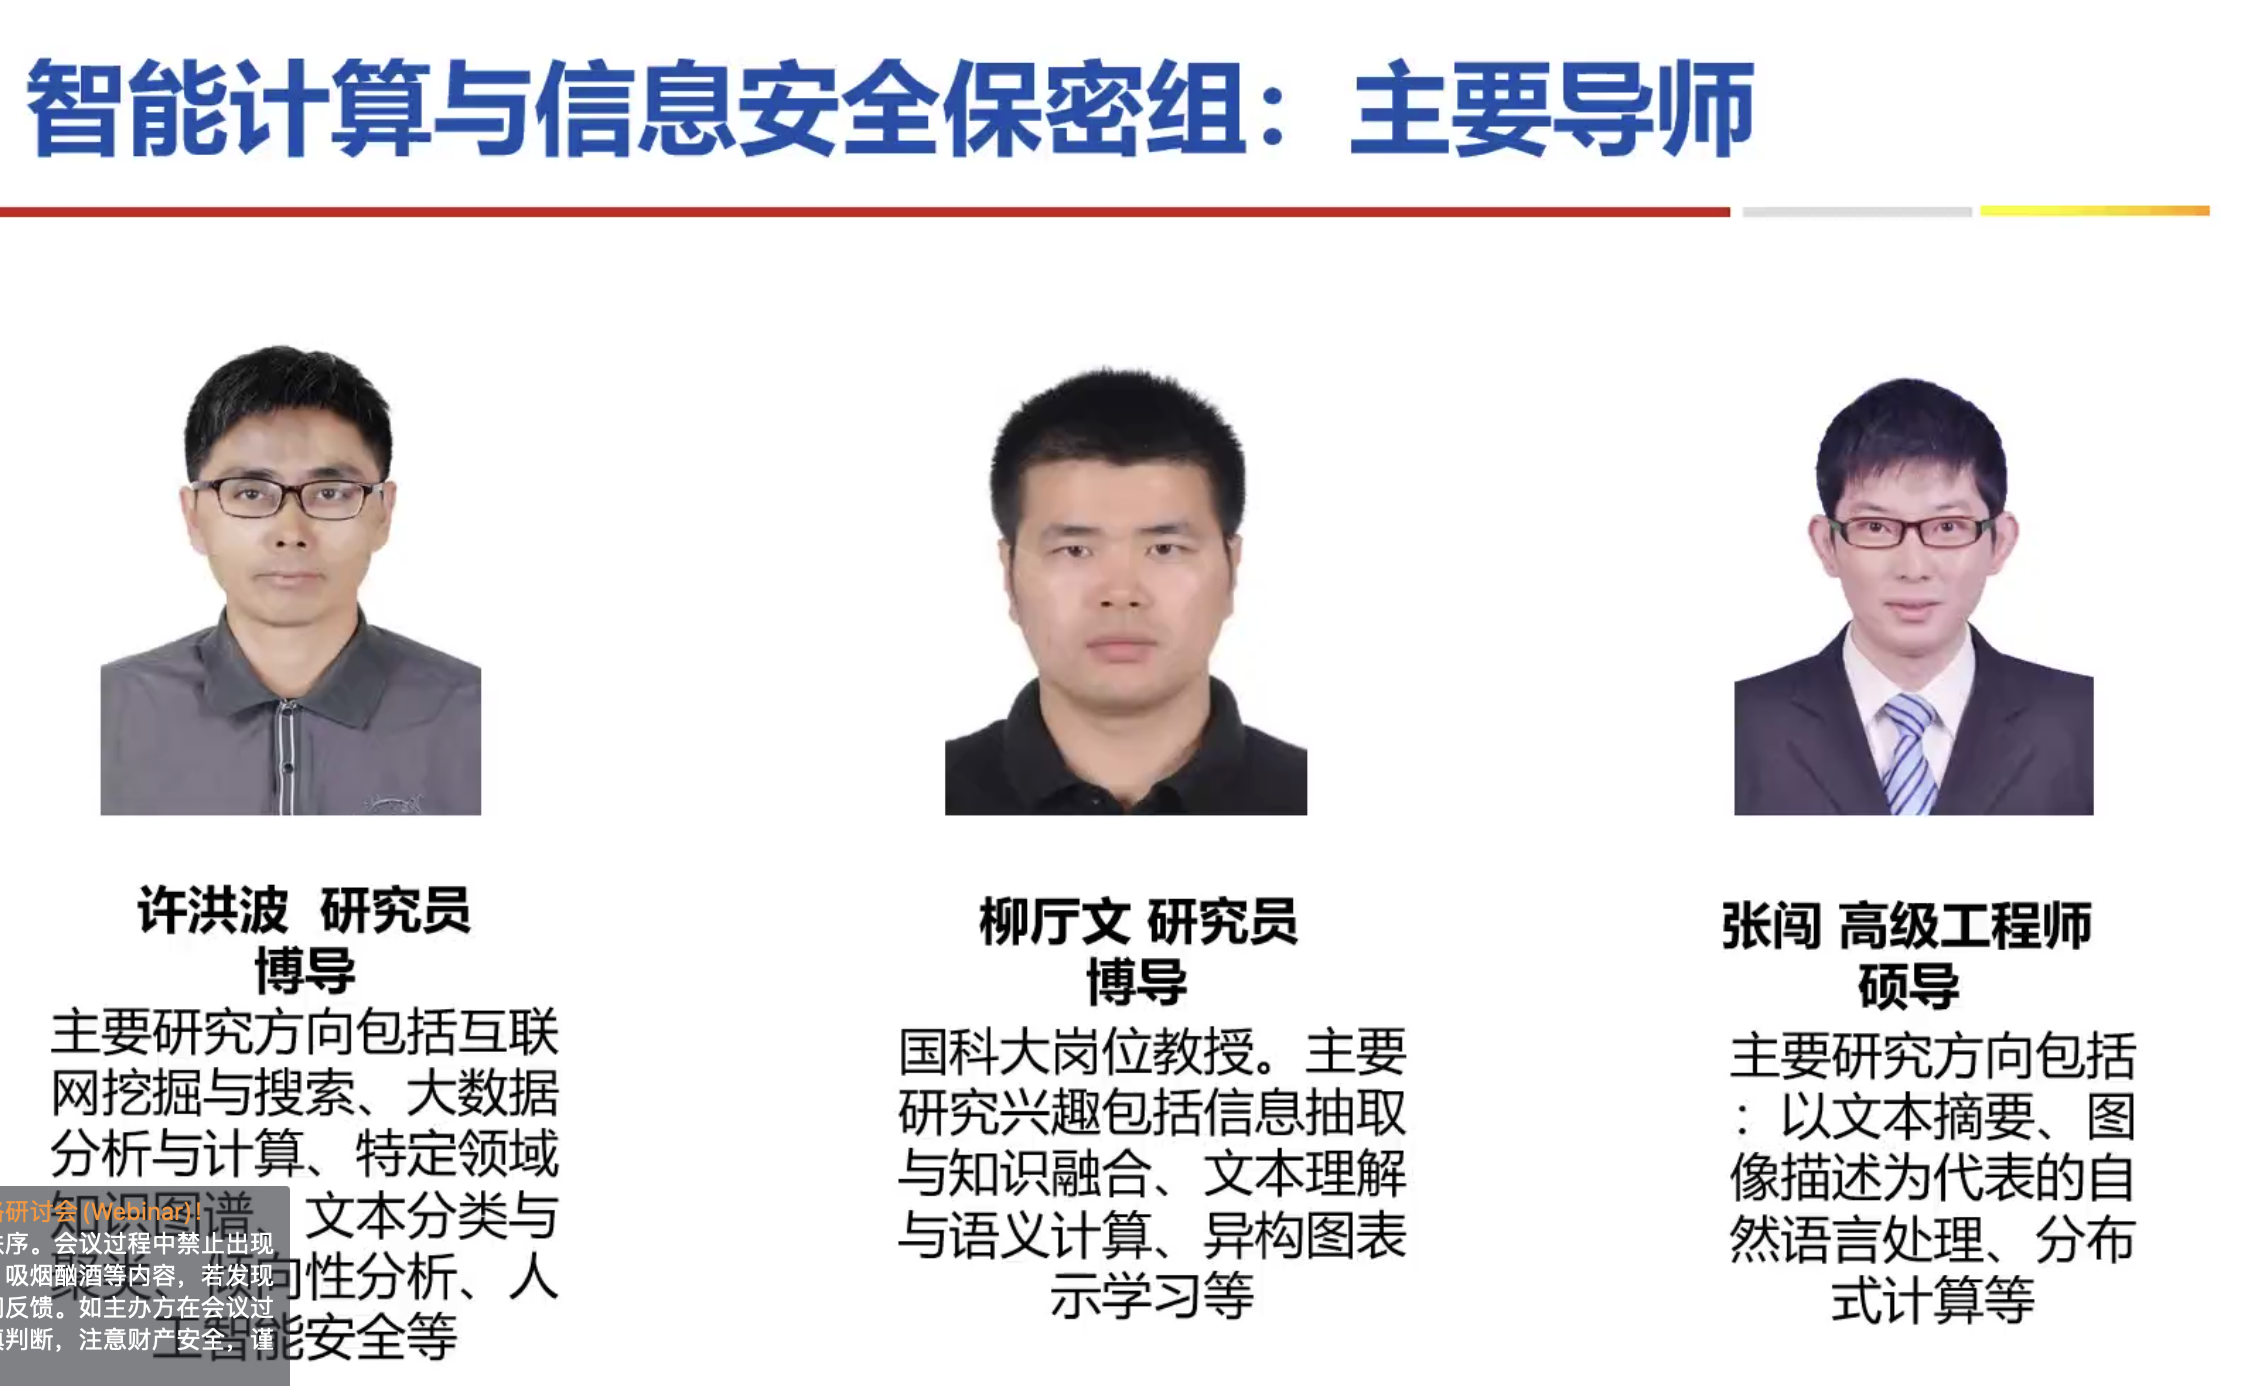 智能计算与信息安全保密组：主要导师
许洪波 研究员
博导
主要研究方向包括互联
网挖掘与搜索、大数据
分析与计算、特定领域
知识图谱、文本分类与
聚类、倾向性分析、人
工智能安全等
柳厅文 研究员
博导
国科大岗位教授。主要
研究兴趣包括信息抽取
与知识融合、文本理解
与语义计算、异构图表
示学习等
张闯 高级工程师
硕导
主要研究方向包括
：以文本摘要、图
像描述为代表的自
然语言处理、分布
式计算等
研讨会(Webinar)！
序。会议过程中禁止出现
吸烟酗酒等内容，若发现
反馈。如主办方在会议过
判断，注意财产安全，谨